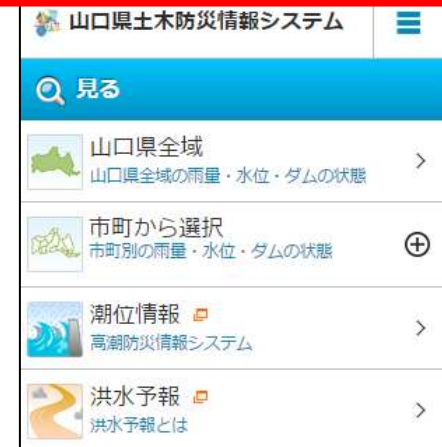 山口県土木防災情報システム
見る
山口県全域
山口県全域の雨量・水位・ダムの状態
市町から選択
市町別の雨量・水位・ダムの状態
潮位情報
高潮防災情報システム
洪水予報
洪水予報とは